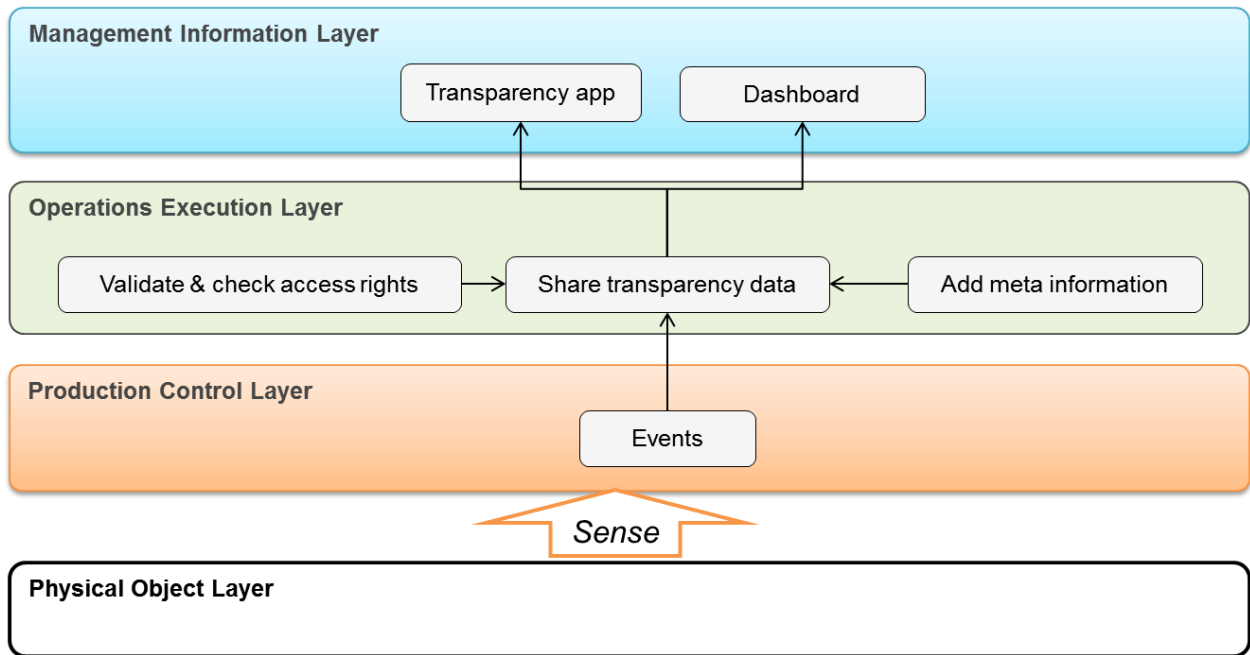 Management Information Layer
Transparency app
Dashboard
Operations Execution Layer
Validate & check access rights
Share transparency data
Add meta information
Production Control Layer
Events
Sense
Physical Object Layer